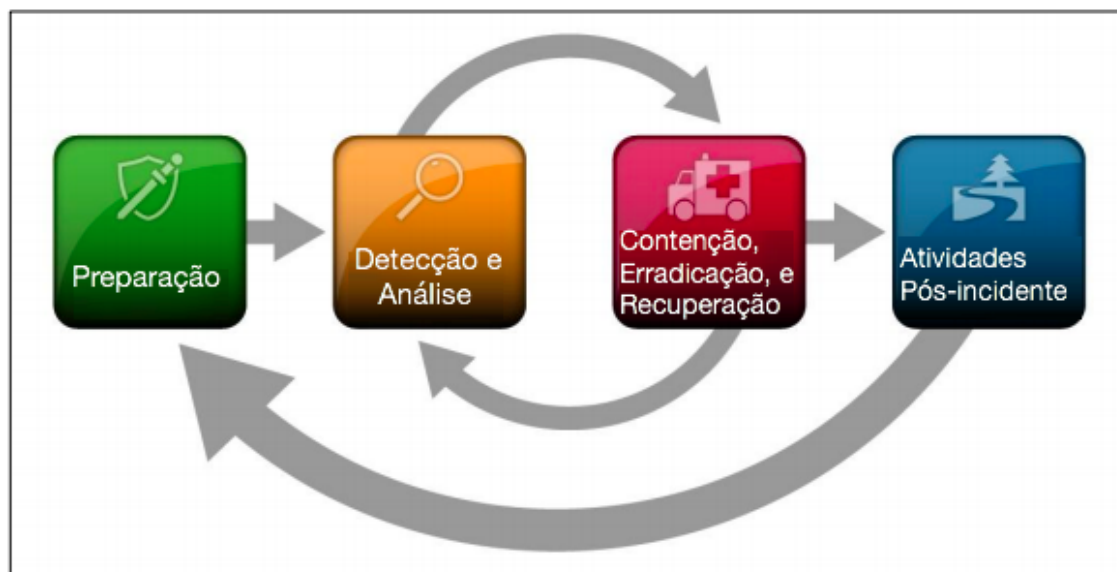 Preparação
Detecção e
Análise
Contenção,
Erradicação, e
Recuperação
Atividades
Pós-incidente